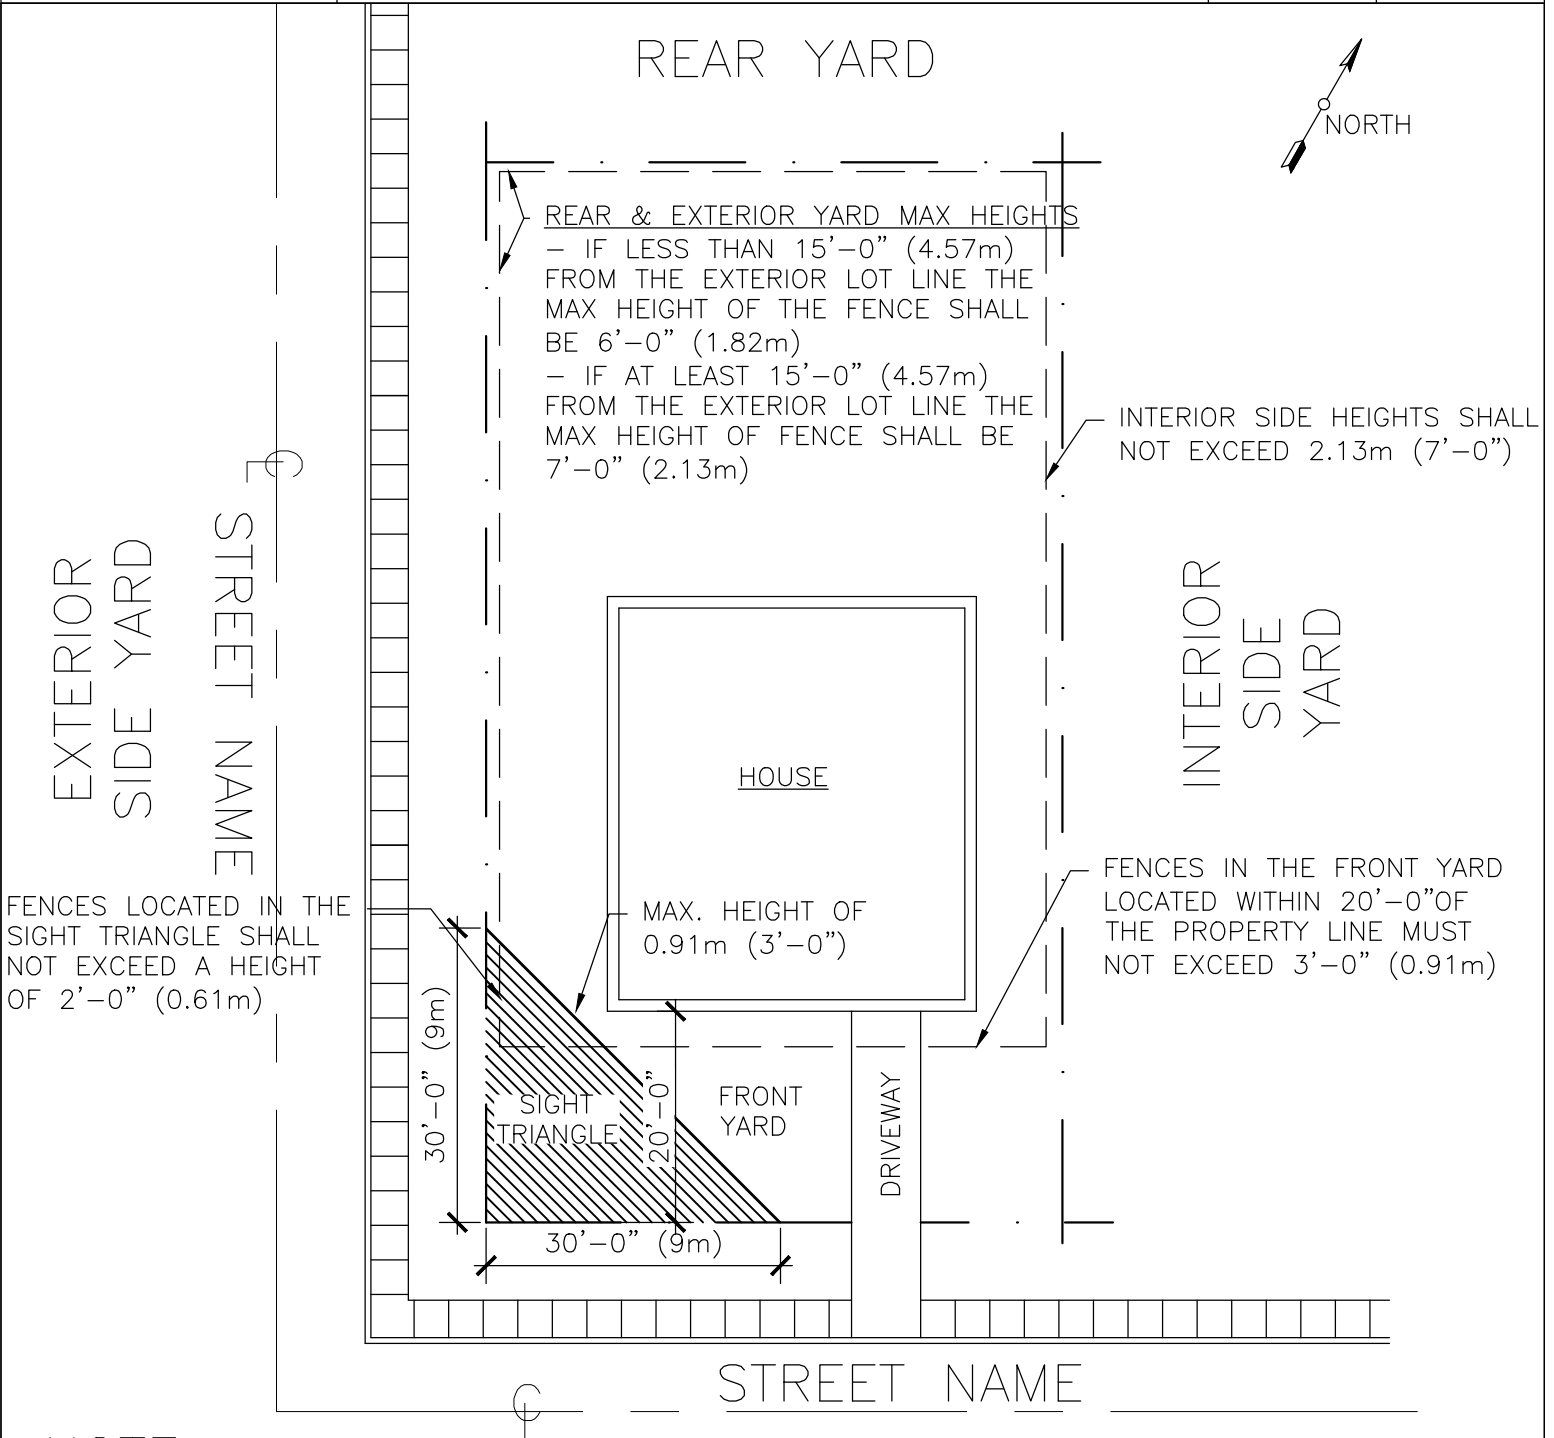 REAR YARD
NORTH
REAR & EXTERIOR YARD MAX HEIGHTS
– IF LESS THAN 15'–0" (4.57m)
FROM THE EXTERIOR LOT LINE THE
MAX HEIGHT OF THE FENCE SHALL
BE 6'–0" (1.82m)
– IF AT LEAST 15'–0" (4.57m)
FROM THE EXTERIOR LOT LINE THE
MAX HEIGHT OF FENCE SHALL BE
7'–0" (2.13m)
INTERIOR SIDE HEIGHTS SHALL
NOT EXCEED 2.13m (7'–0")
EXTERIOR
SIDE YARD
STREET NAME
INTERIOR
SIDE
YARD
HOUSE
FENCES LOCATED IN THE
SIGHT TRIANGLE SHALL
NOT EXCEED A HEIGHT
OF 2'–0" (0.61m)
MAX. HEIGHT OF
0.91m (3'–0")
FENCES IN THE FRONT YARD
LOCATED WITHIN 20'–0"OF
THE PROPERTY LINE MUST
NOT EXCEED 3'–0" (0.91m)
30'–0" (9m)
SIGHT
TRIANGLE
20'–0"
FRONT
YARD
DRIVEWAY
30'–0" (9m)
STREET NAME